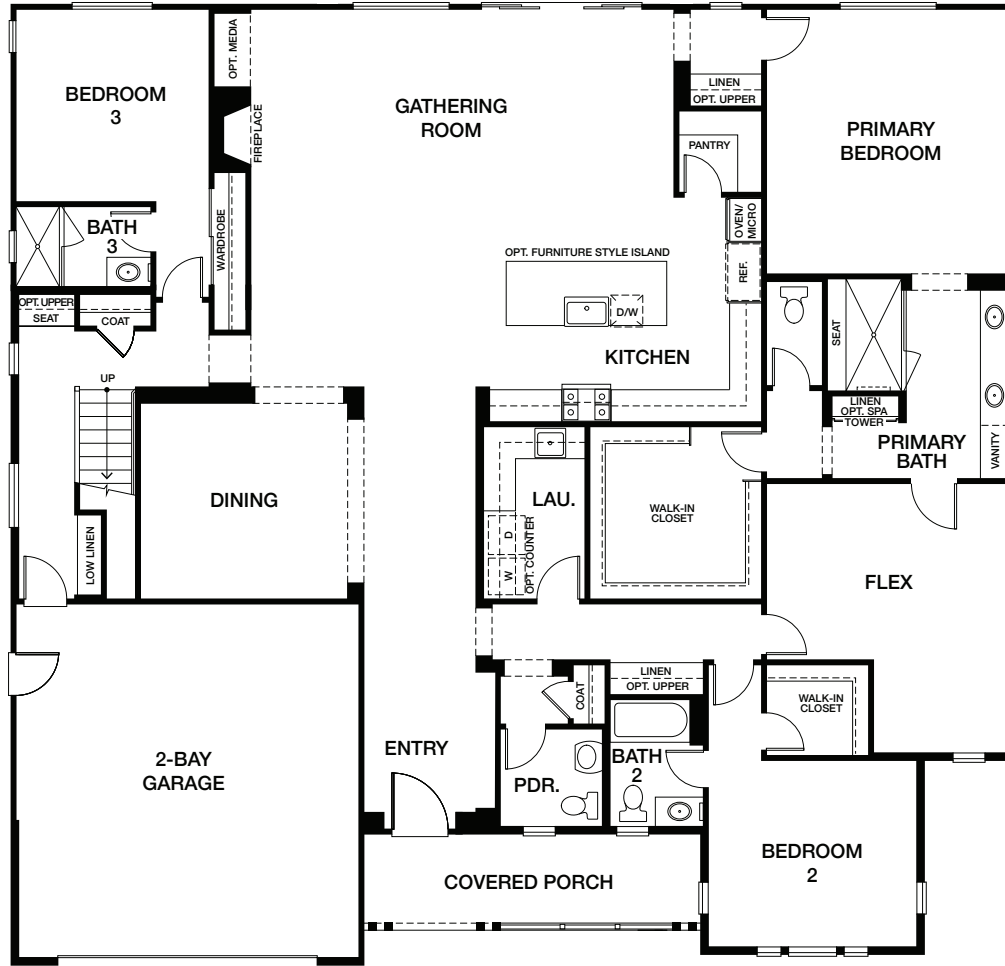 OPT. MEDIA
BEDROOM
3
GATHERING
ROOM
FIREPLACE
LINEN
OPT. UPPER
PRIMARY
BEDROOM
PANTRY
BATH
3
WARDROBE
OVEN/
MICRO
REF.
OPT. FURNITURE STYLE ISLAND
D/W
KITCHEN
OPT. UPPER
SEAT
COAT
UP
SEAT
LINEN
OPT. SPA
TOWER
PRIMARY
BATH
VANITY
DINING
LAU.
D
W
OPT. COUNTER
WALK-IN
CLOSET
LOW LINEN
FLEX
LINEN
OPT. UPPER
COAT
WALK-IN
CLOSET
2-BAY
GARAGE
ENTRY
PDR.
BATH
2
BEDROOM
2
COVERED PORCH